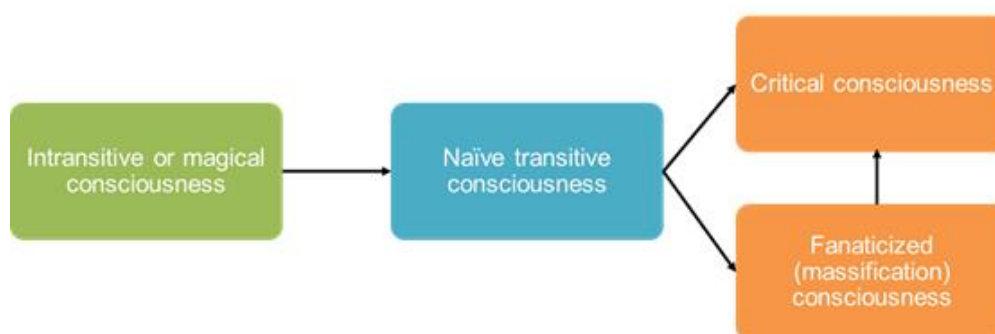 Intransitive or magical
consciousness
Naïve transitive
consciousness
Critical consciousness
Fanaticized
(massification)
consciousness